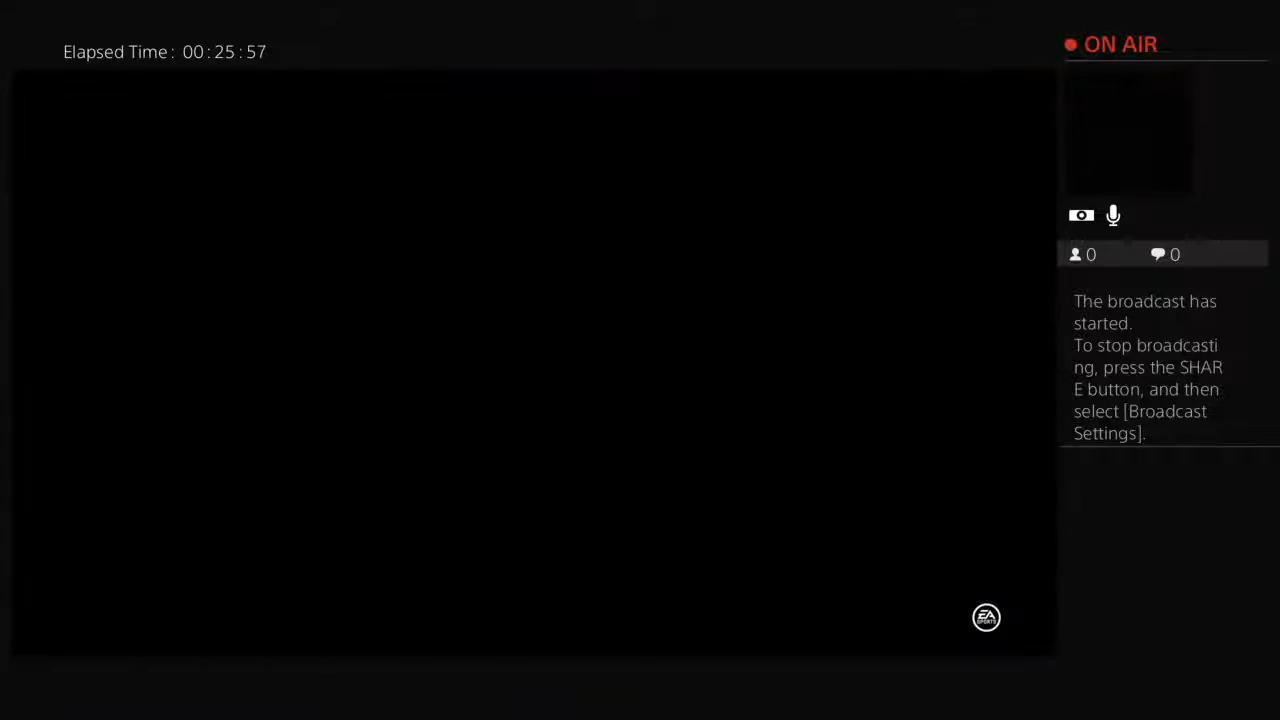 Elapsed Time: 00:25:57
ON AIR
0
0
The broadcast has
started.
To stop broadcasti
ng, press the SHAR
E button, and then
select [Broadcast
Settings].
EA
SPORTS